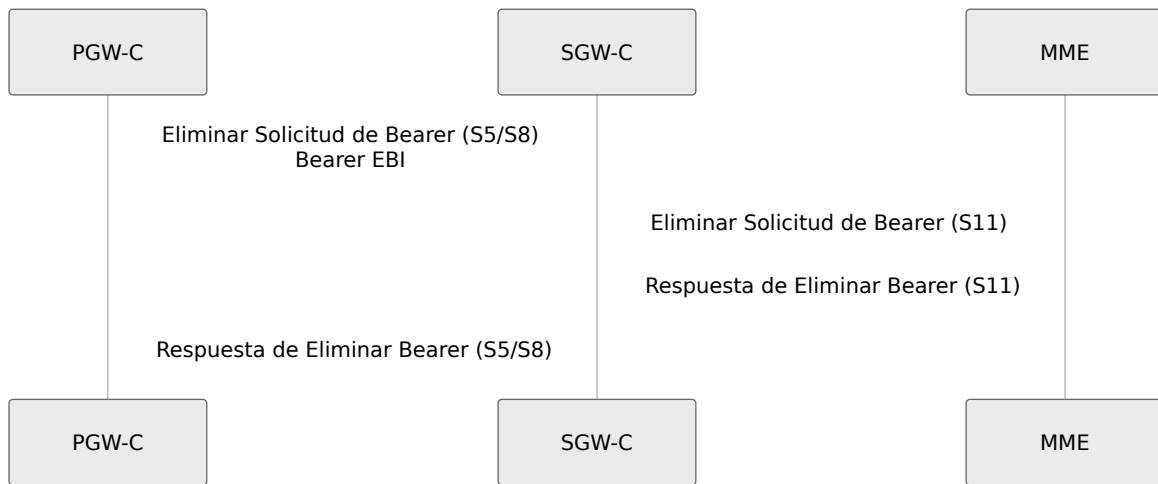 PGW-C
SGW-C
MME
Eliminar Solicitud de Bearer (S5/S8)
Bearer EBI
Eliminar Solicitud de Bearer (S11)
Respuesta de Eliminar Bearer (S11)
Respuesta de Eliminar Bearer (S5/S8)
PGW-C
SGW-C
MME